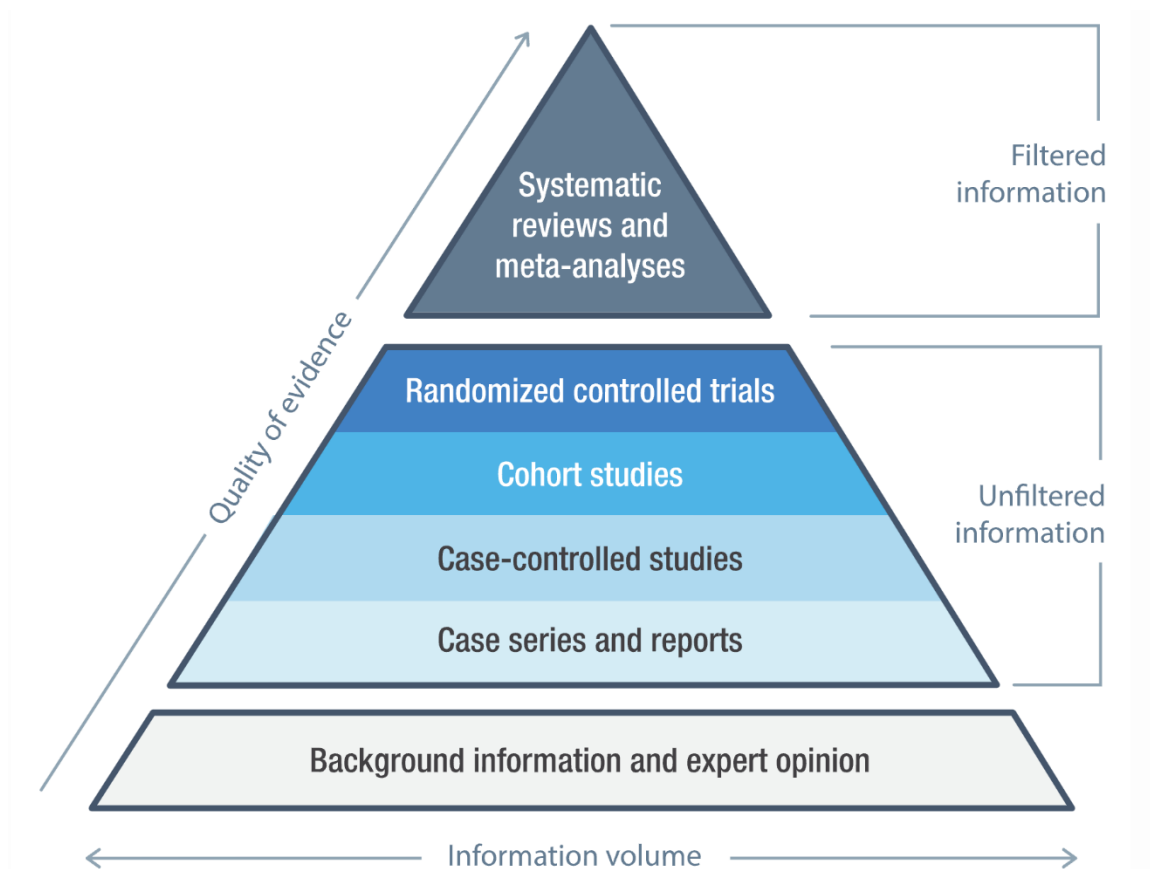 Systematic
reviews and
meta-analyses
Filtered
information
Quality of evidence
Randomized controlled trials
Cohort studies
Case-controlled studies
Case series and reports
Unfiltered
information
Background information and expert opinion
Information volume